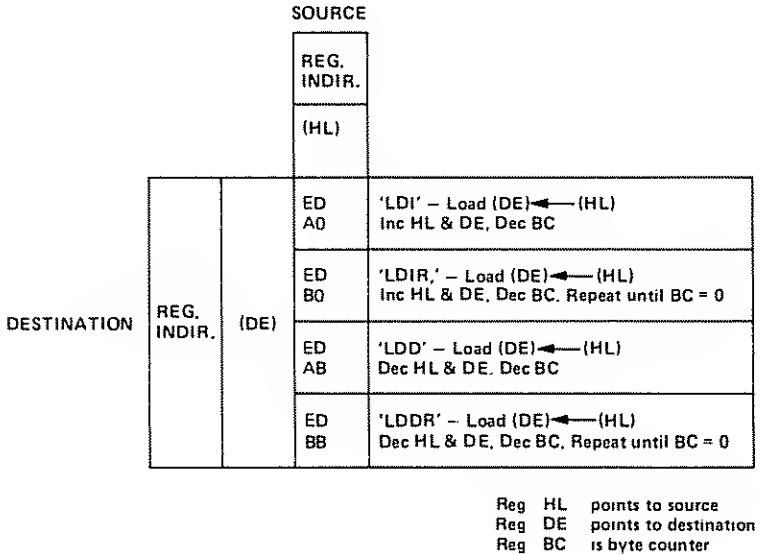 SOURCE
REG.
INDIR.
(HL)
ED
A0
'LDI' – Load (DE)◄——(HL)
Inc HL & DE, Dec BC
ED
B0
'LDIR,' – Load (DE)◄——(HL)
Inc HL & DE, Dec BC, Repeat until BC = 0
DESTINATION
REG.
INDIR.
(DE)
ED
AB
'LDD' – Load (DE)◄——(HL)
Dec HL & DE, Dec BC
ED
BB
'LDDR' – Load (DE)◄——(HL)
Dec HL & DE, Dec BC, Repeat until BC = 0
Reg HL points to source
Reg DE points to destination
Reg BC is byte counter